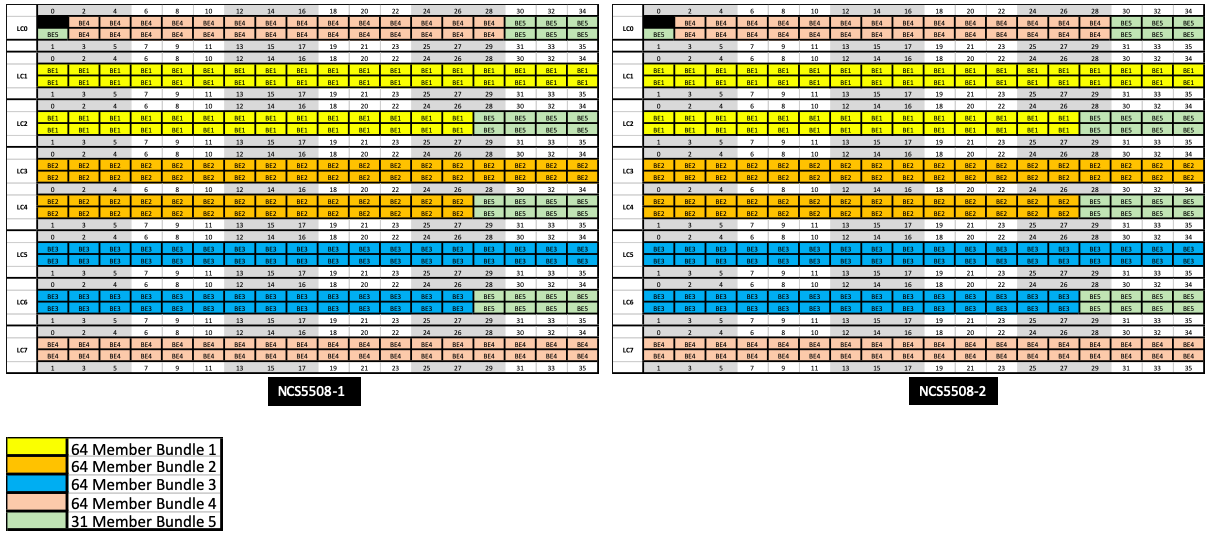 0 2 4 6 8 10 12 14 16 18 20 22 24 26 28 30 32 34
LC0 BE4 BE4 BE4 BE4 BE4 BE4 BE4 BE4 BE4 BE4 BE4 BE4 BE4 BE4 BE5 BE5 BE5
BE5 BE4 BE4 BE4 BE4 BE4 BE4 BE4 BE4 BE4 BE4 BE4 BE4 BE4 BE4 BE5 BE5 BE5
1 3 5 7 9 11 13 15 17 19 21 23 25 27 29 31 33 35
0 2 4 6 8 10 12 14 16 18 20 22 24 26 28 30 32 34
LC1 BE1 BE1 BE1 BE1 BE1 BE1 BE1 BE1 BE1 BE1 BE1 BE1 BE1 BE1 BE1 BE1 BE1 BE1
BE1 BE1 BE1 BE1 BE1 BE1 BE1 BE1 BE1 BE1 BE1 BE1 BE1 BE1 BE1 BE1 BE1 BE1
1 3 5 7 9 11 13 15 17 19 21 23 25 27 29 31 33 35
0 2 4 6 8 10 12 14 16 18 20 22 24 26 28 30 32 34
LC2 BE1 BE1 BE1 BE1 BE1 BE1 BE1 BE1 BE1 BE1 BE1 BE1 BE1 BE1 BE5 BE5 BE5 BE5
BE1 BE1 BE1 BE1 BE1 BE1 BE1 BE1 BE1 BE1 BE1 BE1 BE1 BE1 BE5 BE5 BE5 BE5
1 3 5 7 9 11 13 15 17 19 21 23 25 27 29 31 33 35
0 2 4 6 8 10 12 14 16 18 20 22 24 26 28 30 32 34
LC3 BE2 BE2 BE2 BE2 BE2 BE2 BE2 BE2 BE2 BE2 BE2 BE2 BE2 BE2 BE2 BE2 BE2 BE2
BE2 BE2 BE2 BE2 BE2 BE2 BE2 BE2 BE2 BE2 BE2 BE2 BE2 BE2 BE2 BE2 BE2 BE2
0 2 4 6 8 10 12 14 16 18 20 22 24 26 28 30 32 34
LC4 BE2 BE2 BE2 BE2 BE2 BE2 BE2 BE2 BE2 BE2 BE2 BE2 BE2 BE2 BE5 BE5 BE5 BE5
BE2 BE2 BE2 BE2 BE2 BE2 BE2 BE2 BE2 BE2 BE2 BE2 BE2 BE2 BE5 BE5 BE5 BE5
1 3 5 7 9 11 13 15 17 19 21 23 25 27 29 31 33 35
0 2 4 6 8 10 12 14 16 18 20 22 24 26 28 30 32 34
LC5 BE3 BE3 BE3 BE3 BE3 BE3 BE3 BE3 BE3 BE3 BE3 BE3 BE3 BE3 BE3 BE3 BE3 BE3
BE3 BE3 BE3 BE3 BE3 BE3 BE3 BE3 BE3 BE3 BE3 BE3 BE3 BE3 BE3 BE3 BE3 BE3
1 3 5 7 9 11 13 15 17 19 21 23 25 27 29 31 33 35
0 2 4 6 8 10 12 14 16 18 20 22 24 26 28 30 32 34
LC6 BE3 BE3 BE3 BE3 BE3 BE3 BE3 BE3 BE3 BE3 BE3 BE3 BE3 BE3 BE5 BE5 BE5 BE5
BE3 BE3 BE3 BE3 BE3 BE3 BE3 BE3 BE3 BE3 BE3 BE3 BE3 BE3 BE5 BE5 BE5 BE5
1 3 5 7 9 11 13 15 17 19 21 23 25 27 29 31 33 35
0 2 4 6 8 10 12 14 16 18 20 22 24 26 28 30 32 34
LC7 BE4 BE4 BE4 BE4 BE4 BE4 BE4 BE4 BE4 BE4 BE4 BE4 BE4 BE4 BE4 BE4 BE4 BE4
BE4 BE4 BE4 BE4 BE4 BE4 BE4 BE4 BE4 BE4 BE4 BE4 BE4 BE4 BE4 BE4 BE4 BE4
1 3 5 7 9 11 13 15 17 19 21 23 25 27 29 31 33 35
NCS5508-1
0 2 4 6 8 10 12 14 16 18 20 22 24 26 28 30 32 34
LC0 BE4 BE4 BE4 BE4 BE4 BE4 BE4 BE4 BE4 BE4 BE4 BE4 BE4 BE4 BE5 BE5 BE5
BE5 BE4 BE4 BE4 BE4 BE4 BE4 BE4 BE4 BE4 BE4 BE4 BE4 BE4 BE4 BE5 BE5 BE5
1 3 5 7 9 11 13 15 17 19 21 23 25 27 29 31 33 35
0 2 4 6 8 10 12 14 16 18 20 22 24 26 28 30 32 34
LC1 BE1 BE1 BE1 BE1 BE1 BE1 BE1 BE1 BE1 BE1 BE1 BE1 BE1 BE1 BE1 BE1 BE1 BE1
BE1 BE1 BE1 BE1 BE1 BE1 BE1 BE1 BE1 BE1 BE1 BE1 BE1 BE1 BE1 BE1 BE1 BE1
1 3 5 7 9 11 13 15 17 19 21 23 25 27 29 31 33 35
0 2 4 6 8 10 12 14 16 18 20 22 24 26 28 30 32 34
LC2 BE1 BE1 BE1 BE1 BE1 BE1 BE1 BE1 BE1 BE1 BE1 BE1 BE1 BE1 BE5 BE5 BE5 BE5
BE1 BE1 BE1 BE1 BE1 BE1 BE1 BE1 BE1 BE1 BE1 BE1 BE1 BE1 BE5 BE5 BE5 BE5
1 3 5 7 9 11 13 15 17 19 21 23 25 27 29 31 33 35
0 2 4 6 8 10 12 14 16 18 20 22 24 26 28 30 32 34
LC3 BE2 BE2 BE2 BE2 BE2 BE2 BE2 BE2 BE2 BE2 BE2 BE2 BE2 BE2 BE2 BE2 BE2 BE2
BE2 BE2 BE2 BE2 BE2 BE2 BE2 BE2 BE2 BE2 BE2 BE2 BE2 BE2 BE2 BE2 BE2 BE2
0 2 4 6 8 10 12 14 16 18 20 22 24 26 28 30 32 34
LC4 BE2 BE2 BE2 BE2 BE2 BE2 BE2 BE2 BE2 BE2 BE2 BE2 BE2 BE2 BE5 BE5 BE5 BE5
BE2 BE2 BE2 BE2 BE2 BE2 BE2 BE2 BE2 BE2 BE2 BE2 BE2 BE2 BE5 BE5 BE5 BE5
1 3 5 7 9 11 13 15 17 19 21 23 25 27 29 31 33 35
0 2 4 6 8 10 12 14 16 18 20 22 24 26 28 30 32 34
LC5 BE3 BE3 BE3 BE3 BE3 BE3 BE3 BE3 BE3 BE3 BE3 BE3 BE3 BE3 BE3 BE3 BE3 BE3
BE3 BE3 BE3 BE3 BE3 BE3 BE3 BE3 BE3 BE3 BE3 BE3 BE3 BE3 BE3 BE3 BE3 BE3
1 3 5 7 9 11 13 15 17 19 21 23 25 27 29 31 33 35
0 2 4 6 8 10 12 14 16 18 20 22 24 26 28 30 32 34
LC6 BE3 BE3 BE3 BE3 BE3 BE3 BE3 BE3 BE3 BE3 BE3 BE3 BE3 BE3 BE5 BE5 BE5 BE5
BE3 BE3 BE3 BE3 BE3 BE3 BE3 BE3 BE3 BE3 BE3 BE3 BE3 BE3 BE5 BE5 BE5 BE5
1 3 5 7 9 11 13 15 17 19 21 23 25 27 29 31 33 35
0 2 4 6 8 10 12 14 16 18 20 22 24 26 28 30 32 34
LC7 BE4 BE4 BE4 BE4 BE4 BE4 BE4 BE4 BE4 BE4 BE4 BE4 BE4 BE4 BE4 BE4 BE4 BE4
BE4 BE4 BE4 BE4 BE4 BE4 BE4 BE4 BE4 BE4 BE4 BE4 BE4 BE4 BE4 BE4 BE4 BE4
1 3 5 7 9 11 13 15 17 19 21 23 25 27 29 31 33 35
NCS5508-2
64 Member Bundle 1
64 Member Bundle 2
64 Member Bundle 3
64 Member Bundle 4
31 Member Bundle 5